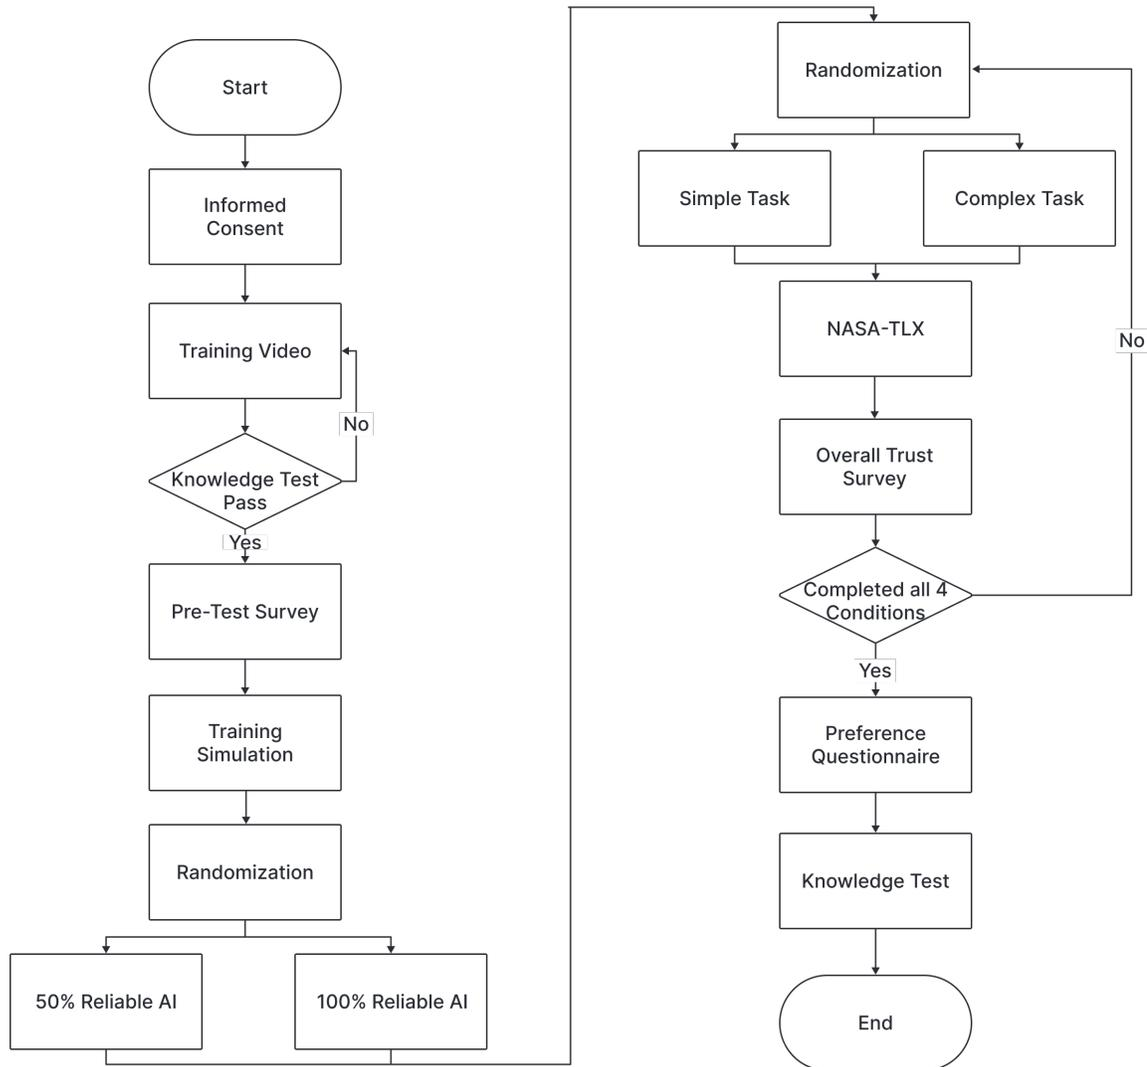 Start
Informed
Consent
Training Video
No
Knowledge Test
Pass
Yes
Pre-Test Survey
Training
Simulation
Randomization
50% Reliable AI
100% Reliable AI
Randomization
Simple Task
Complex Task
NASA-TLX
No
Overall Trust
Survey
Completed all 4
Conditions
Yes
Preference
Questionnaire
Knowledge Test
End